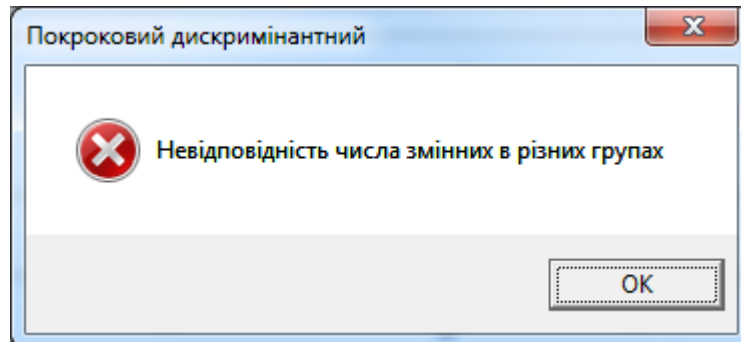 Покроковий дискримінантний
Невідповідність числа змінних в різних групах
OK